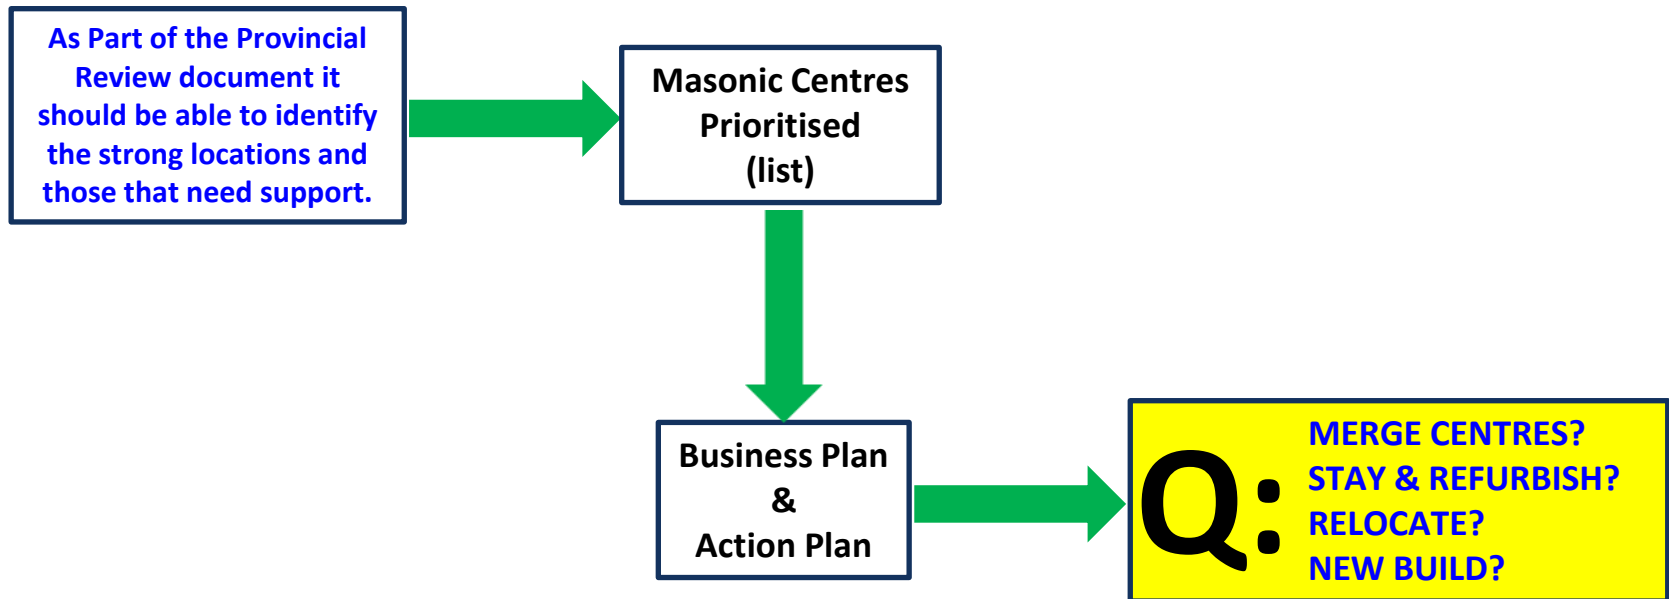 As Part of the Provincial
Review document it
should be able to identify
the strong locations and
those that need support.
Masonic Centres
Prioritised
(list)
Business Plan
&
Action Plan
Q:
MERGE CENTRES?
STAY & REFURBISH?
RELOCATE?
NEW BUILD?